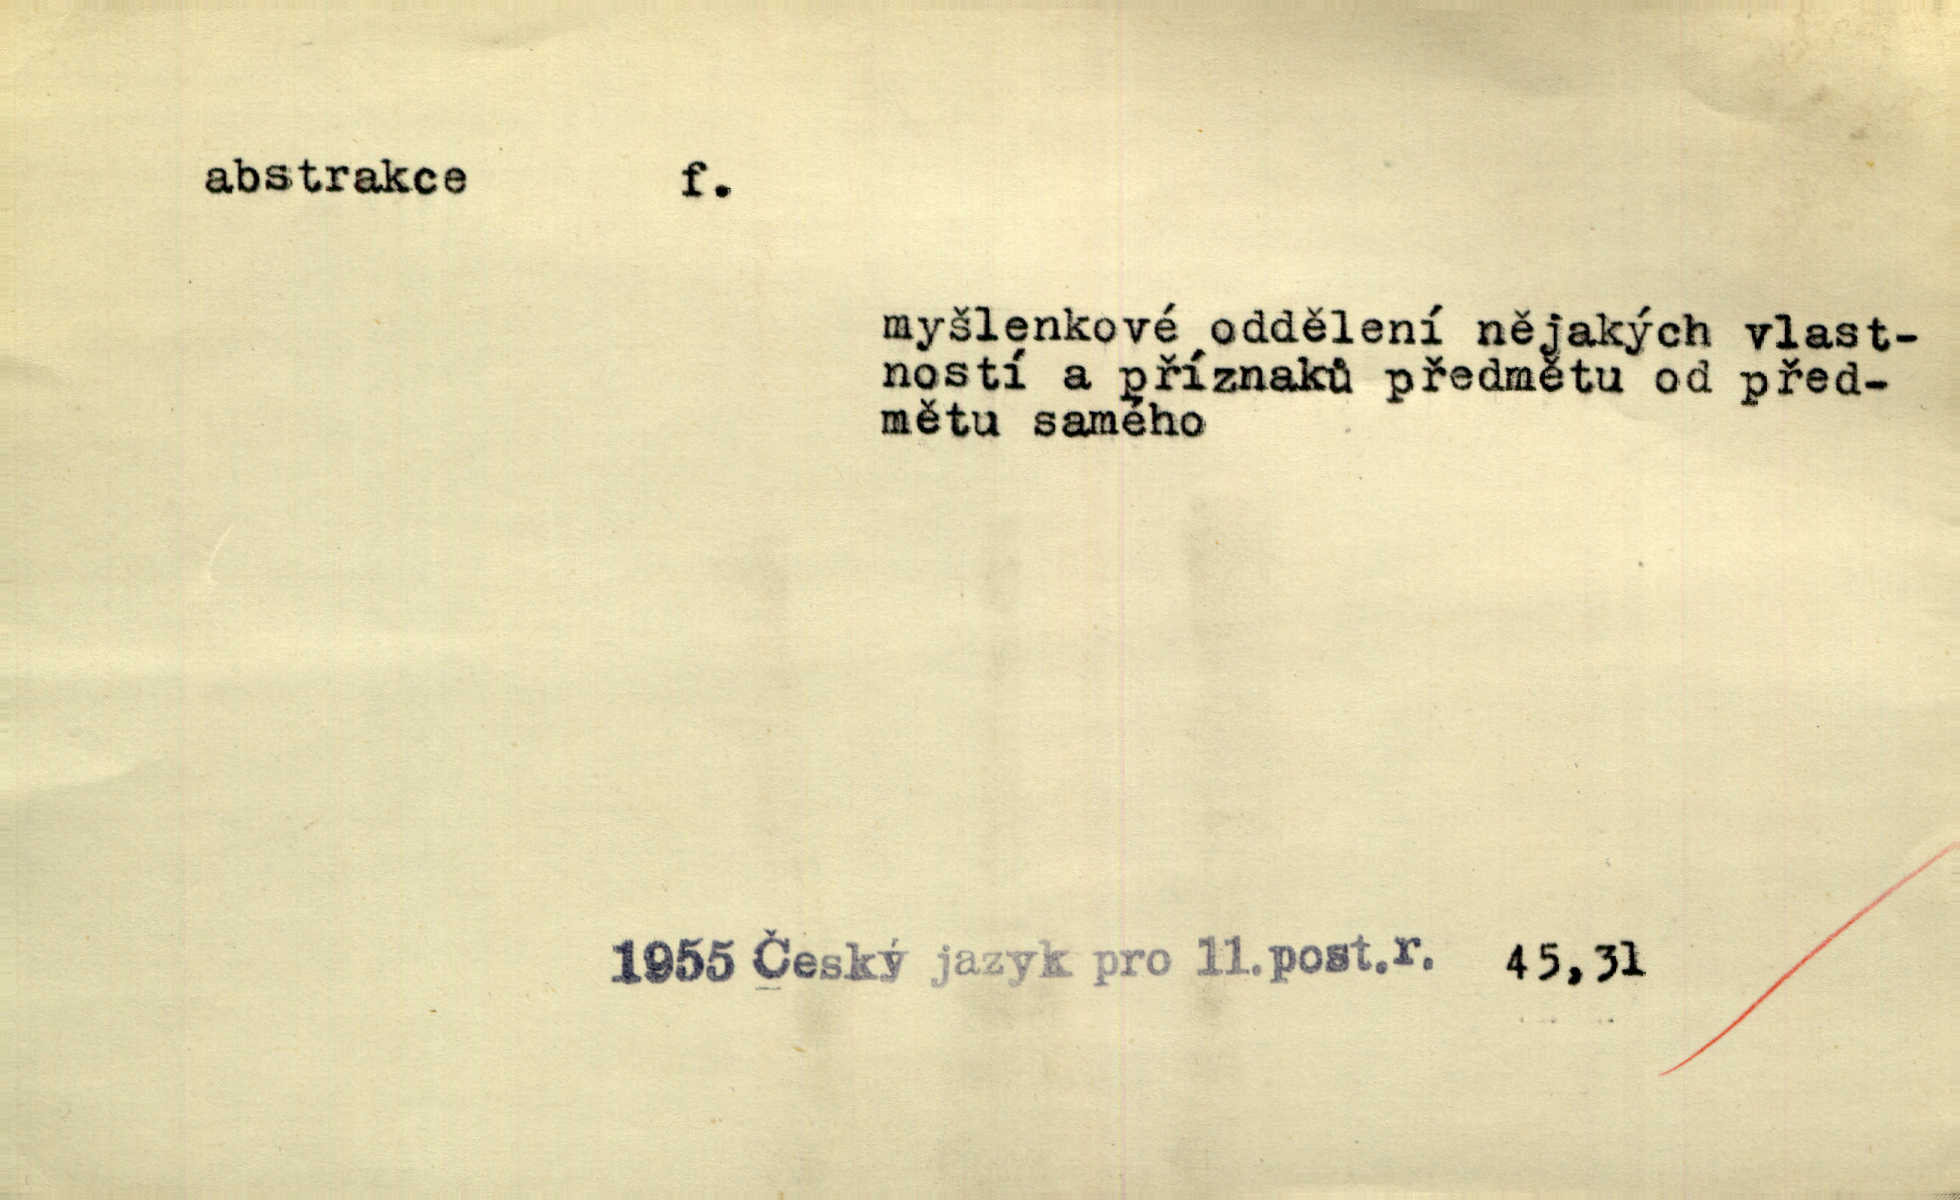 abstrakce f.
myšlenkové oddělení nějakých vlast-
ností a příznaků předmětu od před-
mětu samého
1955 Český jazyk pro 11.post.r. 45,31